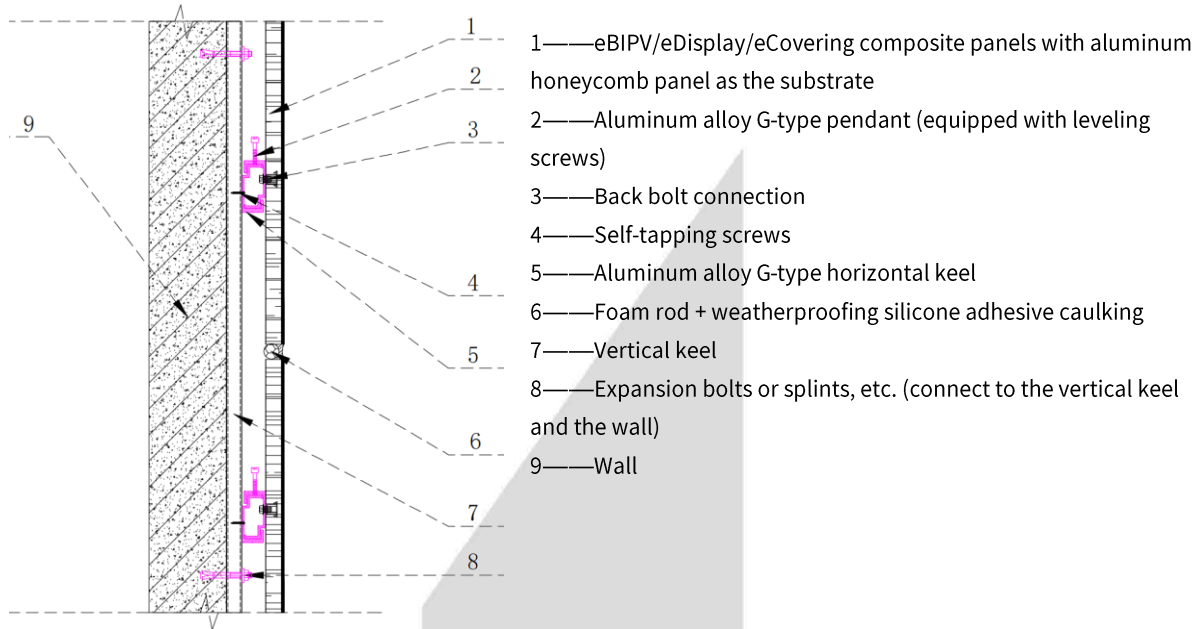 1
2
3
9
4
5
6
7
8
1——eBIPV/eDisplay/eCovering composite panels with aluminum
honeycomb panel as the substrate
2——Aluminum alloy G-type pendant (equipped with leveling
screws)
3——Back bolt connection
4——Self-tapping screws
5——Aluminum alloy G-type horizontal keel
6——Foam rod + weatherproofing silicone adhesive caulking
7——Vertical keel
8——Expansion bolts or splints, etc. (connect to the vertical keel
and the wall)
9——Wall